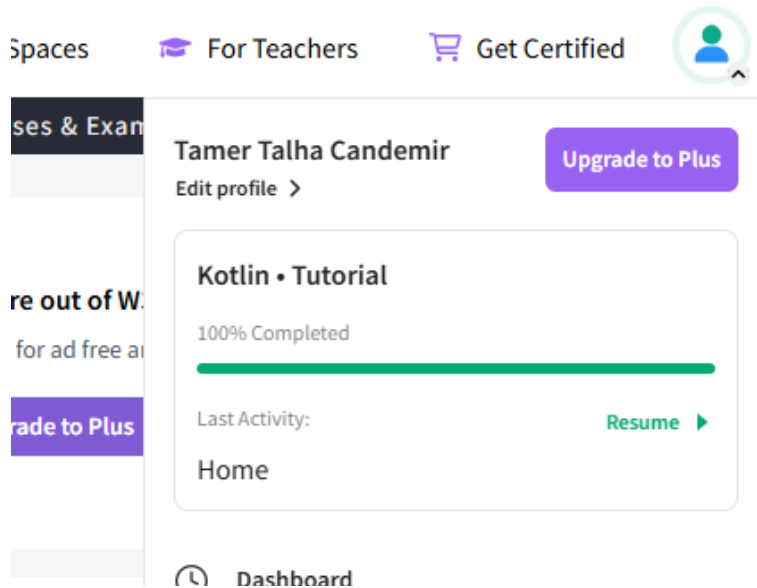 Spaces
For Teachers
Get Certified
ses & Exam
Tamer Talha Candemir
Upgrade to Plus
Edit profile
Kotlin • Tutorial
re out of W3
100% Completed
for ad free a
rade to Plus
Last Activity:
Resume
Home
Dashboard